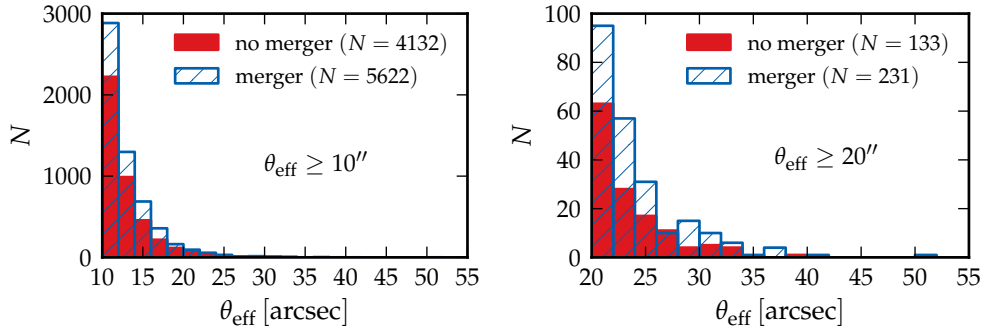 3000
2000
1000
0
N
no merger (N = 4132)
merger (N = 5622)
θeff ≥ 10″
10 15 20 25 30 35 40 45 50 55
θeff [arcsec]
100
80
60
40
20
0
N
no merger (N = 133)
merger (N = 231)
θeff ≥ 20″
20 25 30 35 40 45 50 55
θeff [arcsec]